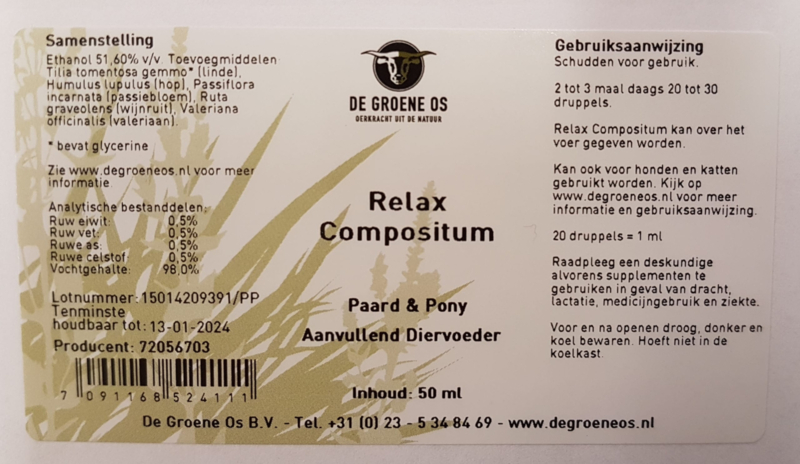 Samenstelling
Ethanol 51,60% v/v Toevoegmiddelen
Tilia tomentosa gemmo* (linde),
Humulus lupulus (hop), Passiflora
incarnata (passiebloem), Ruta
graveolens (wijnruit), Valeriana
officinalis (valeriaan).
* bevat glycerine
Zie www.degroeneos.nl voor meer
informatie
Analytische bestanddelen:
Ruw eiwit: 0,5%
Ruw vet: 0,5%
Ruwe as: 0,5%
Ruwe celstof: 0,5%
Vochtgehalte: 98,0%
Lotnummer: 15014209391/PP
Tenminste
houdbaar tot: 13-01-2024
Producent: 72056703
7 091168 524111
DE GROENE OS
OERKRACHT UIT DE NATUUR
Relax
Compositum
Paard & Pony
Aanvullend Diervoeder
Inhoud: 50 ml
Gebruiksaanwijzing
Schudden voor gebruik.
2 tot 3 maal daags 20 tot 30
druppels.
Relax Compositum kan over het
voer gegeven worden.
Kan ook voor honden en katten
gebruikt worden. Kijk op
www.degroeneos.nl voor meer
informatie en gebruiksaanwijzing.
20 druppels = 1 ml
Raadpleeg een deskundige
alvorens supplementen te
gebruiken in geval van dracht,
lactatie, medicijngebruik en ziekte.
Voor en na openen droog, donker en
koel bewaren. Hoeft niet in de
koelkast.
De Groene Os B.V. - Tel. +31 (0) 23 - 5 34 84 69 - www.degroeneos.nl